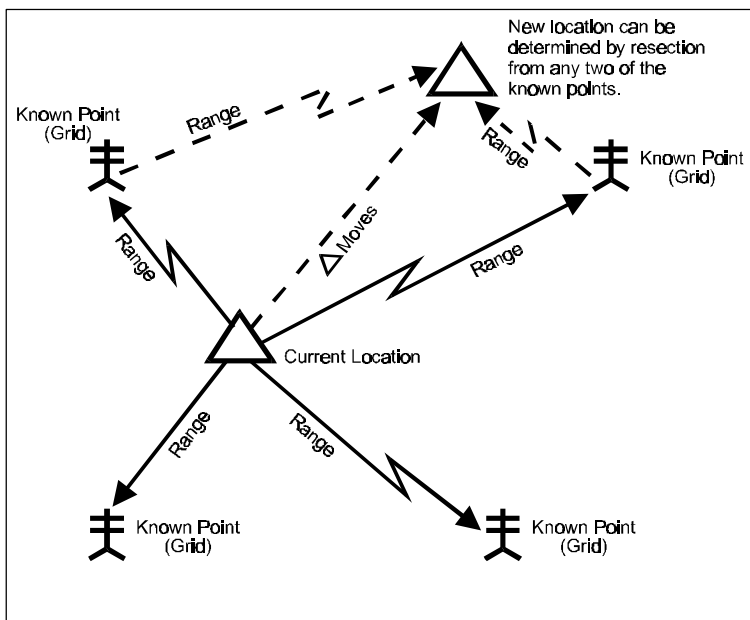 New location can be
determined by resection
from any two of the
known points.
Known Point
(Grid)
Range
Range
Known Point
(Grid)
Range
△ Moves
Range
Current Location
Range
Range
Known Point
(Grid)
Known Point
(Grid)